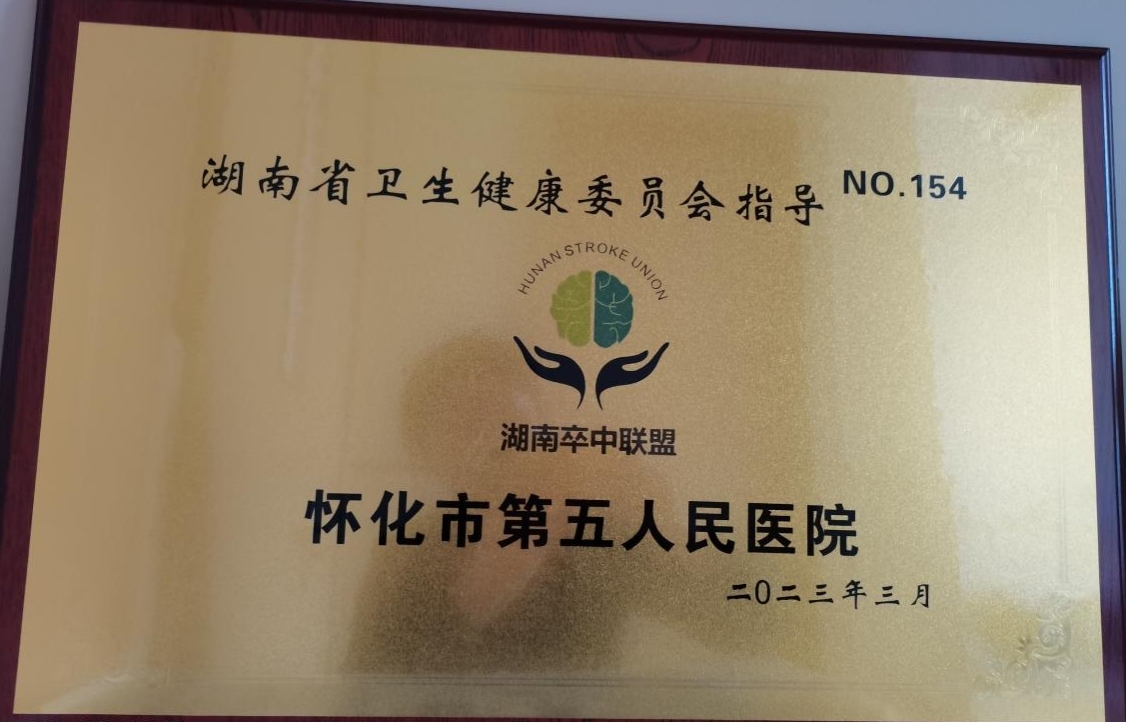 湖南省卫生健康委员会指导 NO.154
HUNAN STROKE UNION
湖南卒中联盟
怀化市第五人民医院
二0二三年三月